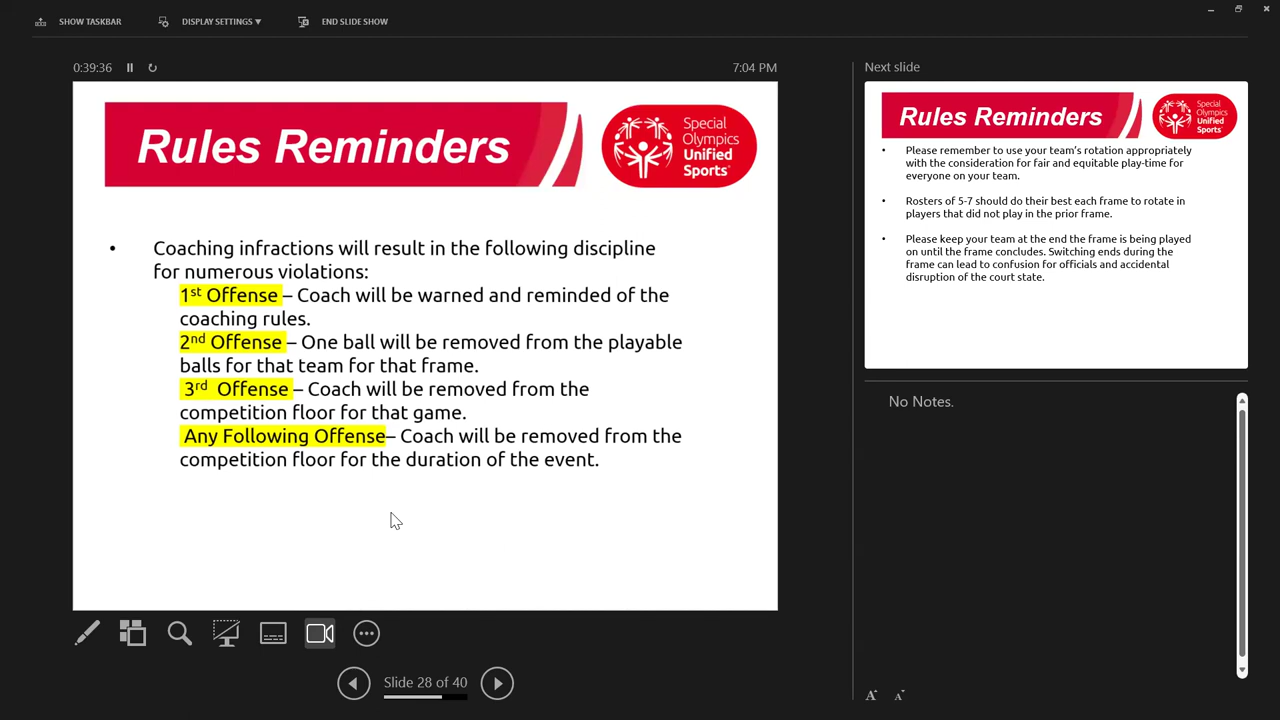 SHOW TASKBAR
DISPLAY SETTINGS ▼
END SLIDE SHOW
0:39:36
7:04 PM
Rules Reminders
Special
Olympics
Unified
Sports®
• Coaching infractions will result in the following discipline
for numerous violations:
1st Offense – Coach will be warned and reminded of the
coaching rules.
2nd Offense – One ball will be removed from the playable
balls for that team for that frame.
3rd Offense – Coach will be removed from the
competition floor for that game.
Any Following Offense– Coach will be removed from the
competition floor for the duration of the event.
Slide 28 of 40
Next slide
Rules Reminders
Special
Olympics
Unified
Sports®
• Please remember to use your team's rotation appropriately
with the consideration for fair and equitable play-time for
everyone on your team.
• Rosters of 5-7 should do their best each frame to rotate in
players that did not play in the prior frame.
• Please keep your team at the end the frame is being played
on until the frame concludes. Switching ends during the
frame can lead to confusion for officials and accidental
disruption of the court state.
No Notes.
A A